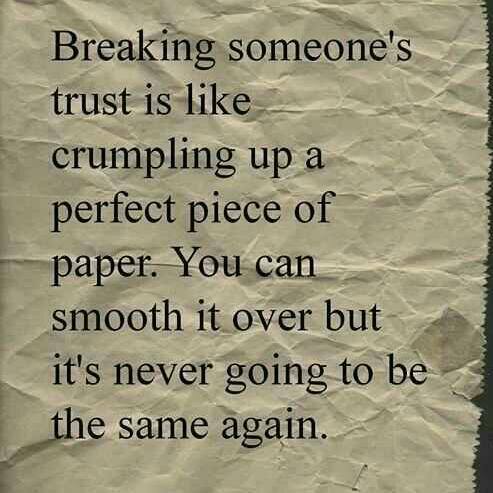 Breaking someone's
trust is like
crumpling up a
perfect piece of
paper. You can
smooth it over but
it's never going to be
the same again.